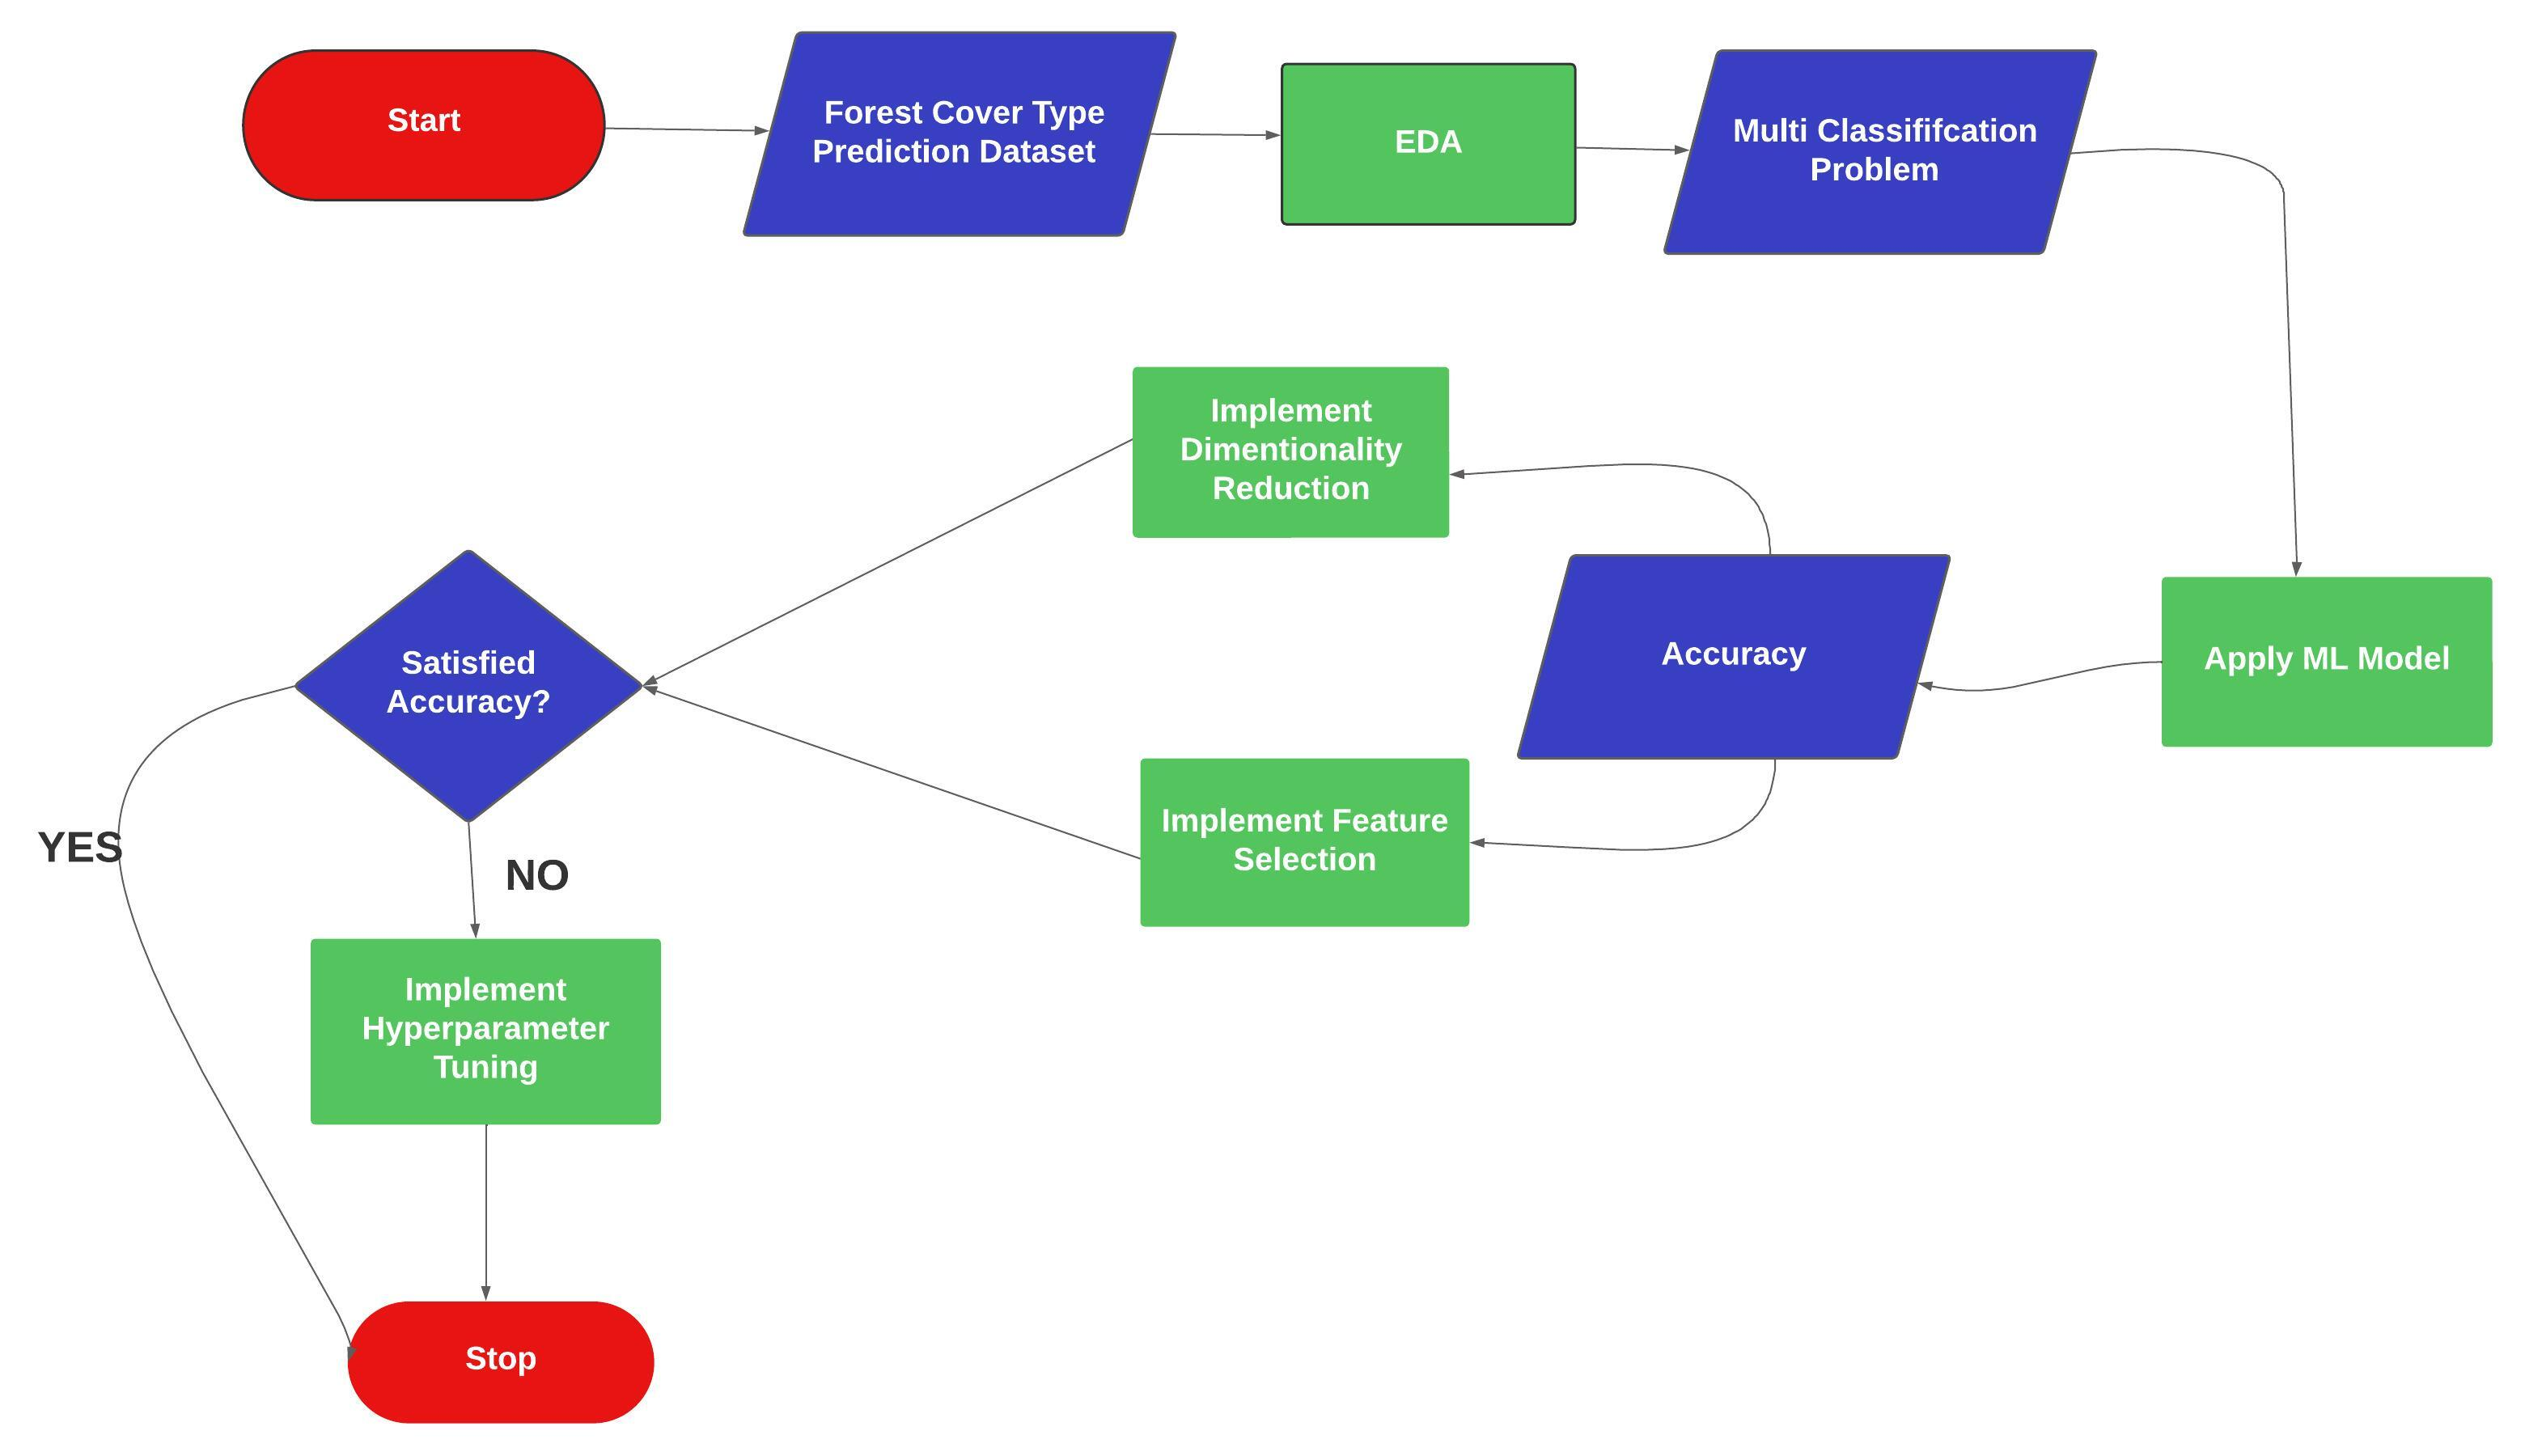 Start
Forest Cover Type
Prediction Dataset
EDA
Multi Classififcation
Problem
Implement
Dimentionality
Reduction
Accuracy
Apply ML Model
Satisfied
Accuracy?
Implement Feature
Selection
YES
NO
Implement
Hyperparameter
Tuning
Stop